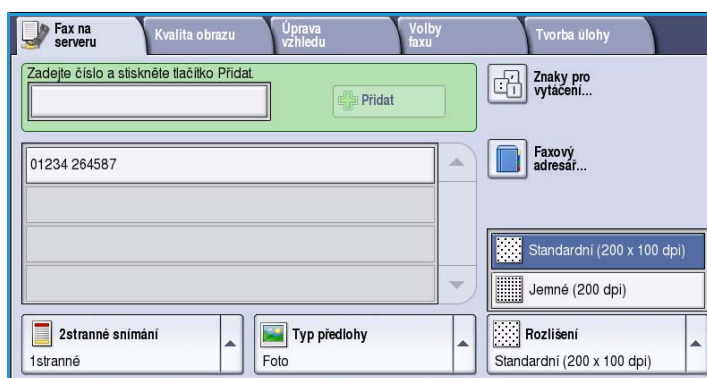 Fax na
serveru
Kvalita obrazu
Úprava
vzhledu
Volby
faxu
Tvorba úlohy
Zadejte číslo a stiskněte tlačítko Přidat.
Přidat
Znaky pro
vytáčení...
01234 264587
Faxový
adresář...
Standardní (200 x 100 dpi)
Jemné (200 dpi)
2stranné snímání
1stranné
Typ předlohy
Foto
Rozlišení
Standardní (200 x 100 dpi)